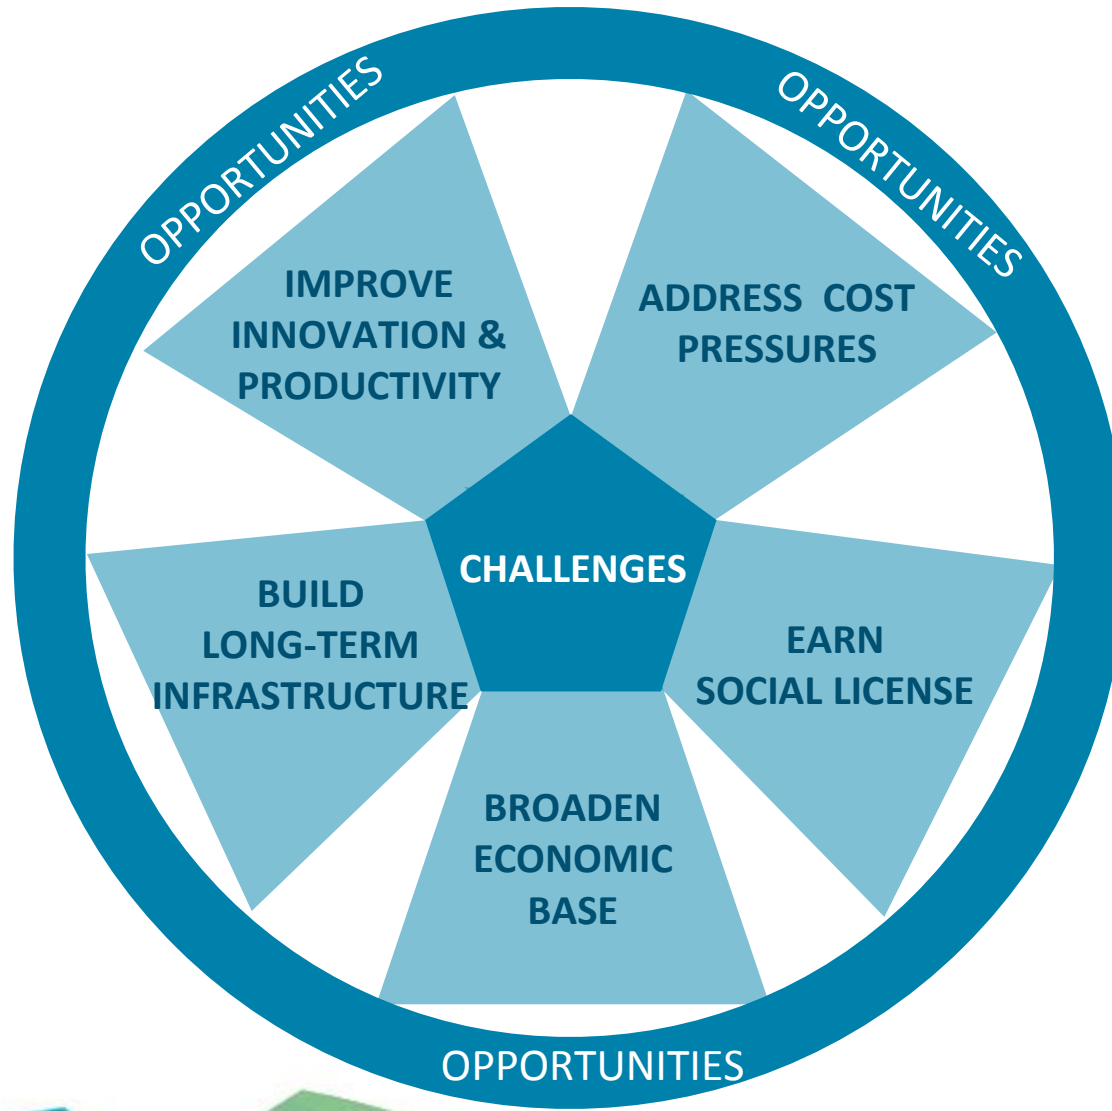 OPPORTUNITIES
OPPORTUNITIES
IMPROVE
INNOVATION &
PRODUCTIVITY
ADDRESS COST
PRESSURES
CHALLENGES
BUILD
LONG-TERM
INFRASTRUCTURE
EARN
SOCIAL LICENSE
BROADEN
ECONOMIC
BASE
OPPORTUNITIES